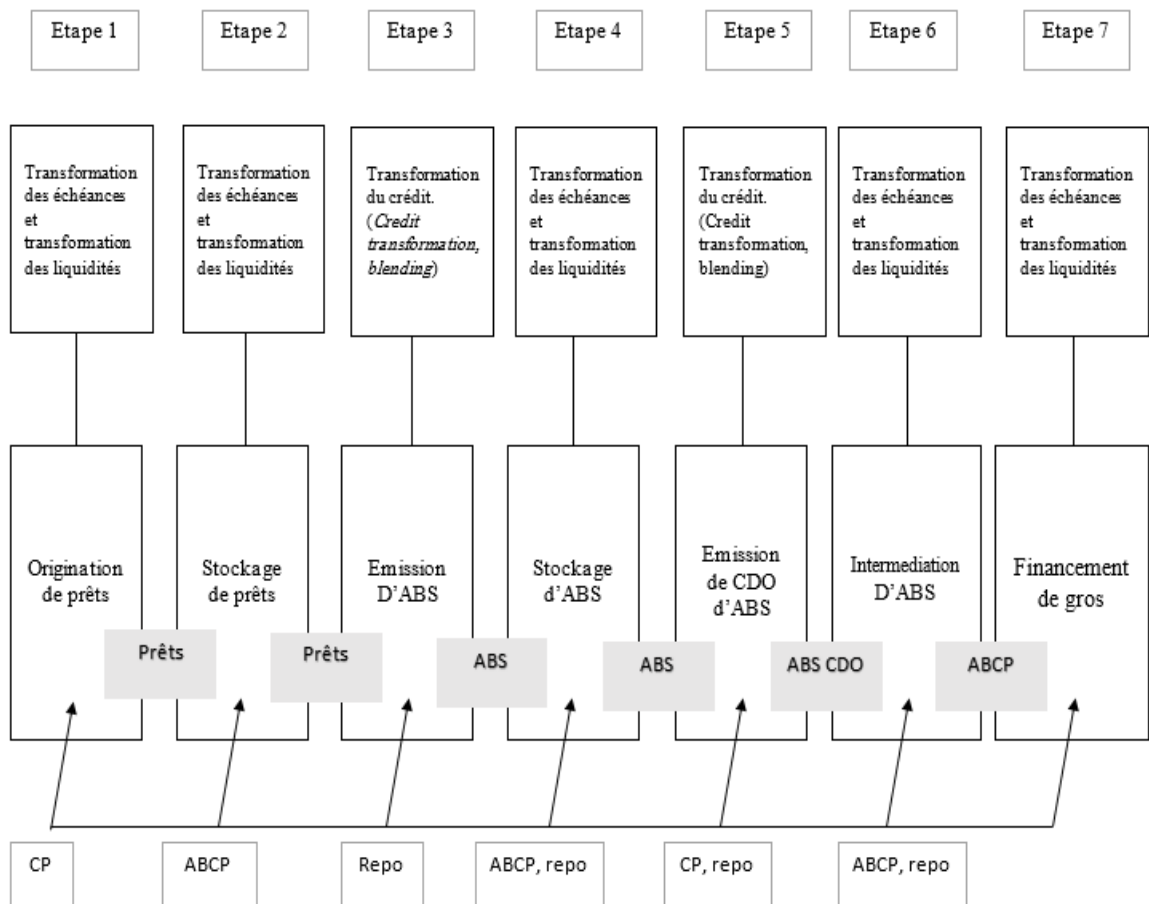 Etape 1
Etape 2
Etape 3
Etape 4
Etape 5
Etape 6
Etape 7
Transformation
des échéances
et
transformation
des liquidités
Transformation
des échéances
et
transformation
des liquidités
Transformation
du crédit.
(Credit
transformation,
blending)
Transformation
des échéances
et
transformation
des liquidités
Transformation
du crédit.
(Credit
transformation,
blending)
Transformation
des échéances
et
transformation
des liquidités
Transformation
des échéances
et
transformation
des liquidités
Origination
de prêts
Stockage
de prêts
Emission
D’ABS
Stockage
d’ABS
Emission
de CDO
d’ABS
Intermediation
D’ABS
Financement
de gros
Prêts
Prêts
ABS
ABS
ABS CDO
ABCP
CP
ABCP
Repo
ABCP, repo
CP, repo
ABCP, repo